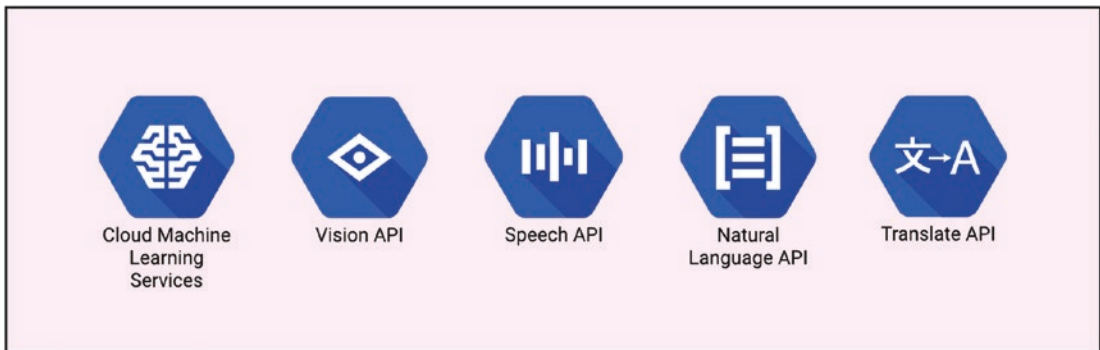 文→A
Cloud Machine
Learning
Services
Vision API
Speech API
Natural
Language API
Translate API